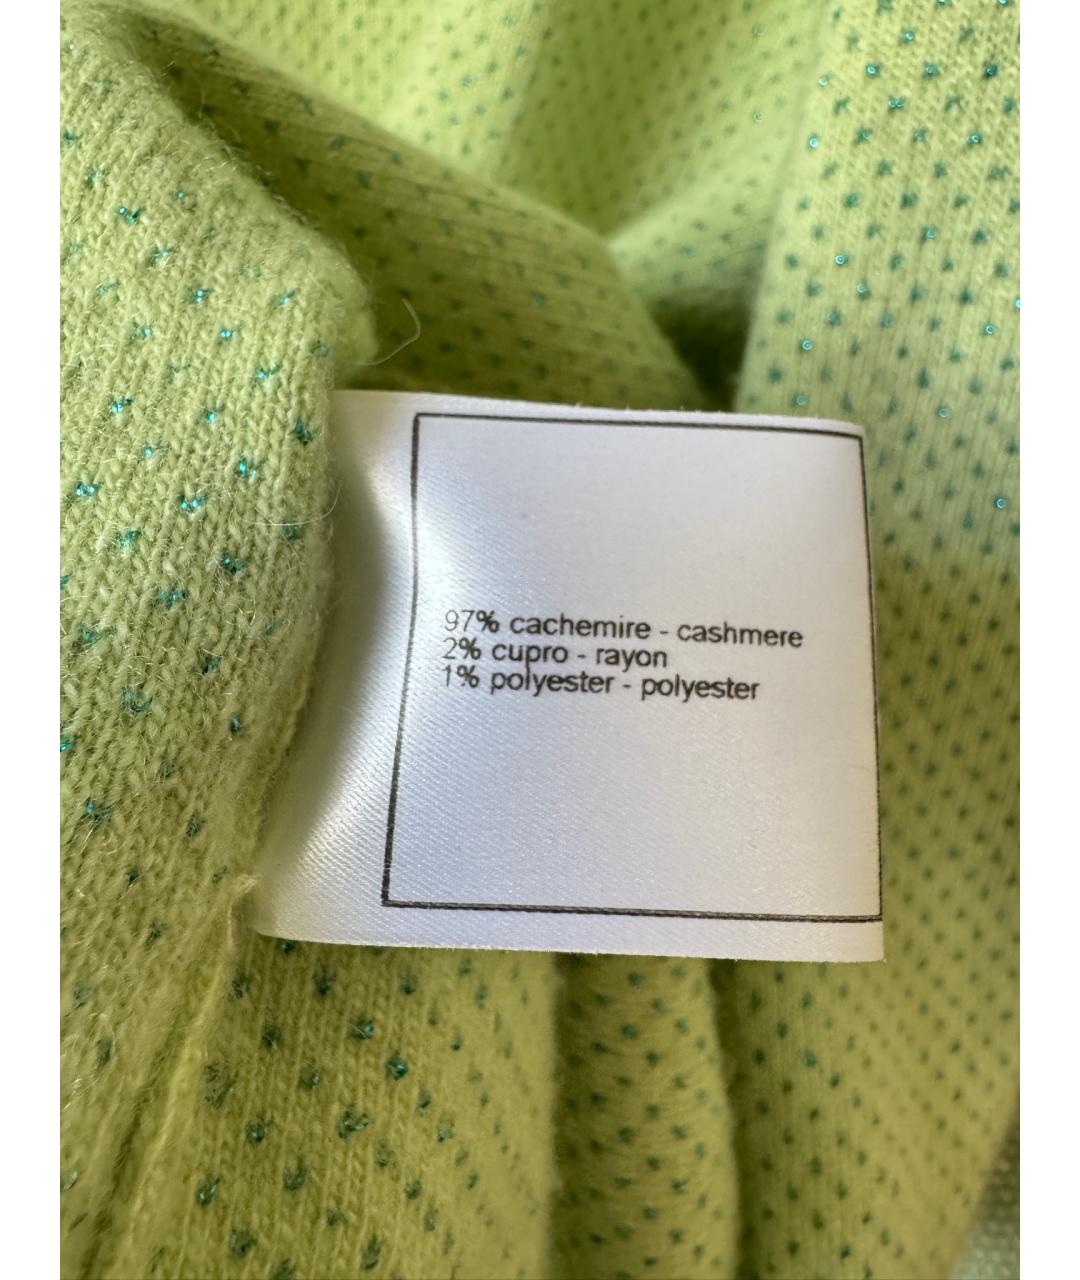 97% cachemire - cashmere
2% cupro - rayon
1% polyester - polyester